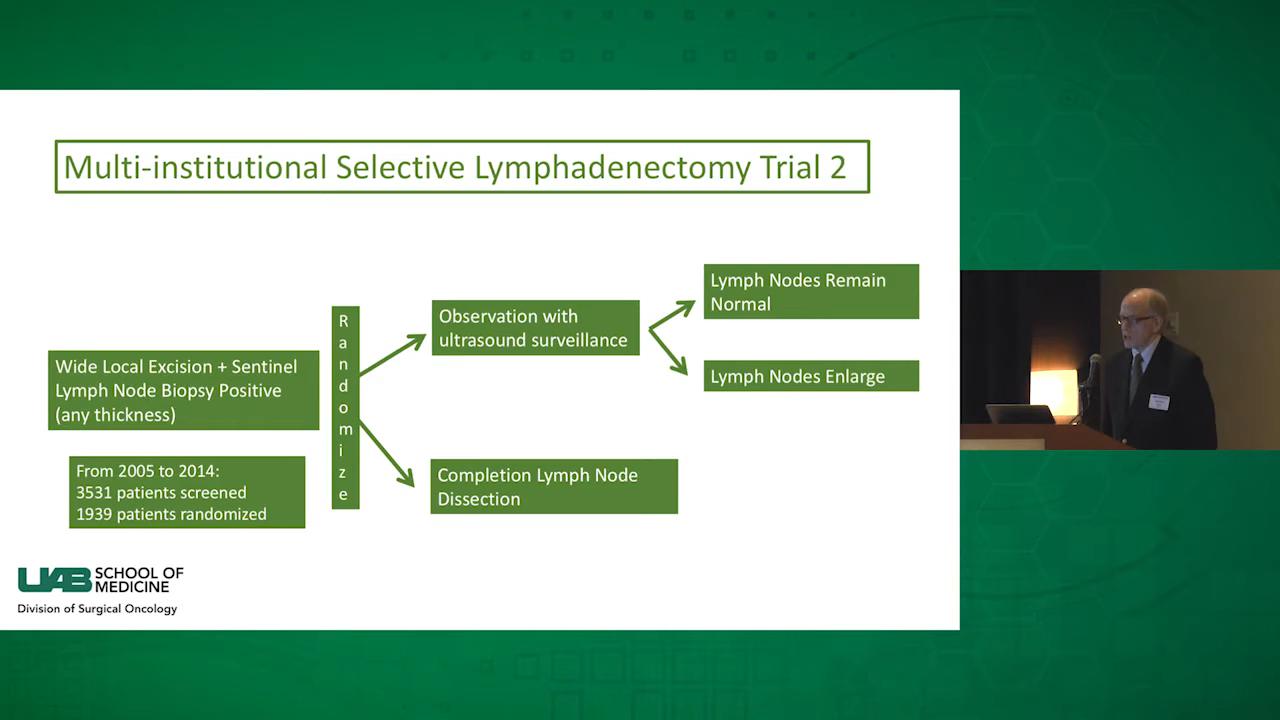 Multi-institutional Selective Lymphadenectomy Trial 2
Wide Local Excision + Sentinel
Lymph Node Biopsy Positive
(any thickness)
From 2005 to 2014:
3531 patients screened
1939 patients randomized
Randomize
Observation with
ultrasound surveillance
Completion Lymph Node
Dissection
Lymph Nodes Remain
Normal
Lymph Nodes Enlarge
UAB SCHOOL OF
MEDICINE
Division of Surgical Oncology